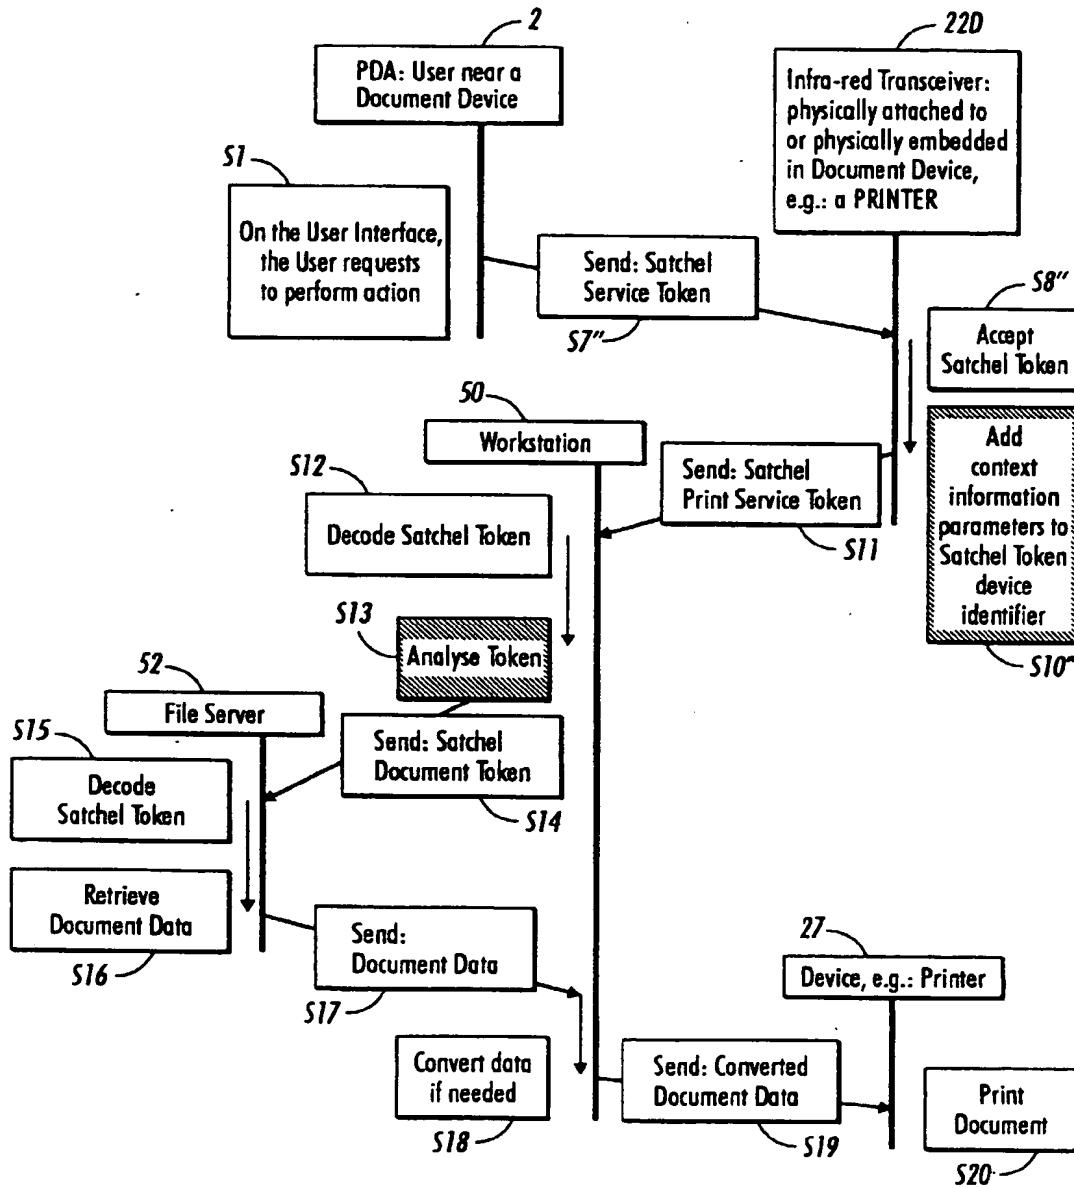 2
PDA: User near a
Document Device
22D
Infra-red Transceiver:
physically attached to
or physically embedded
in Document Device,
e.g.: a PRINTER
S1
On the User Interface,
the User requests
to perform action
Send: Satchel
Service Token
S7"
S8"
Accept
Satchel Token
50
Workstation
Send: Satchel
Print Service Token
S11
Add
context
information
parameters to
Satchel Token
device
identifier
S10"
S12
Decode Satchel Token
S13
Analyse Token
52
File Server
Send: Satchel
Document Token
S14
S15
Decode
Satchel Token
Retrieve
Document Data
S16
Send:
Document Data
S17
27
Device, e.g.: Printer
Convert data
if needed
S18
Send: Converted
Document Data
S19
Print
Document
S20